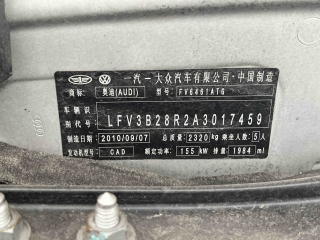 一汽一大众汽车有限公司·中国制造
商标： 奥迪(AUDI) 型号： FV6461ATG
车辆识别代号： LFV3B28R2A3017459
制造日期： 2010/09/07 总质量： 2320 kg 乘坐人数： 5 人
发动机型号： CAD 额定功率： 155 kW 排量： 1984 ml